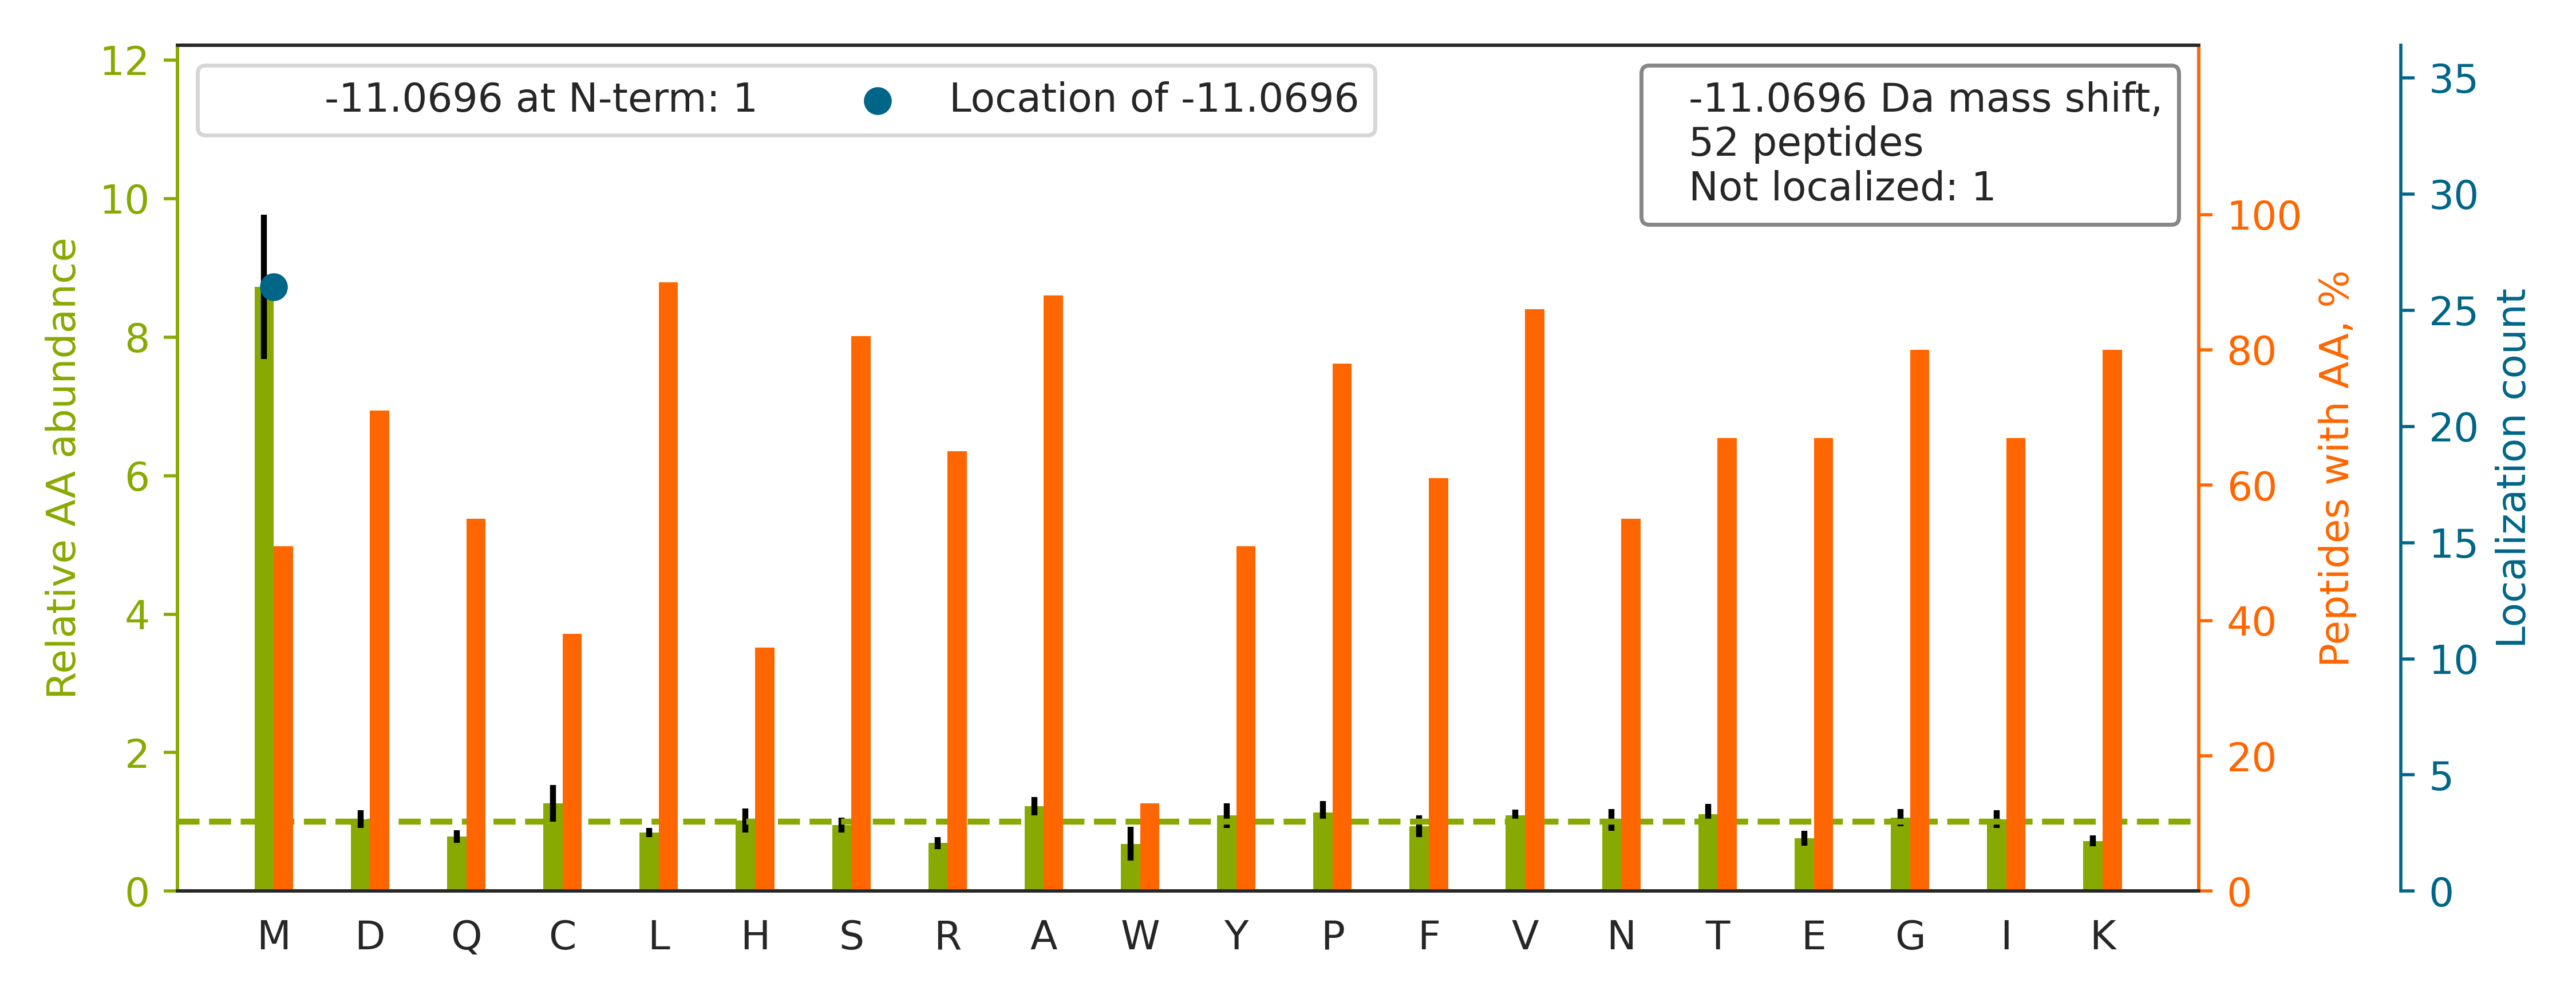 -11.0696 at N-term: 1
Location of -11.0696
-11.0696 Da mass shift,
52 peptides
Not localized: 1
Relative AA abundance
12
10
8
6
4
2
0
M D Q C L H S R A W Y P F V N T E G I K
100
80
60
40
20
0
Peptides with AA, %
35
30
25
20
15
10
5
0
Localization count